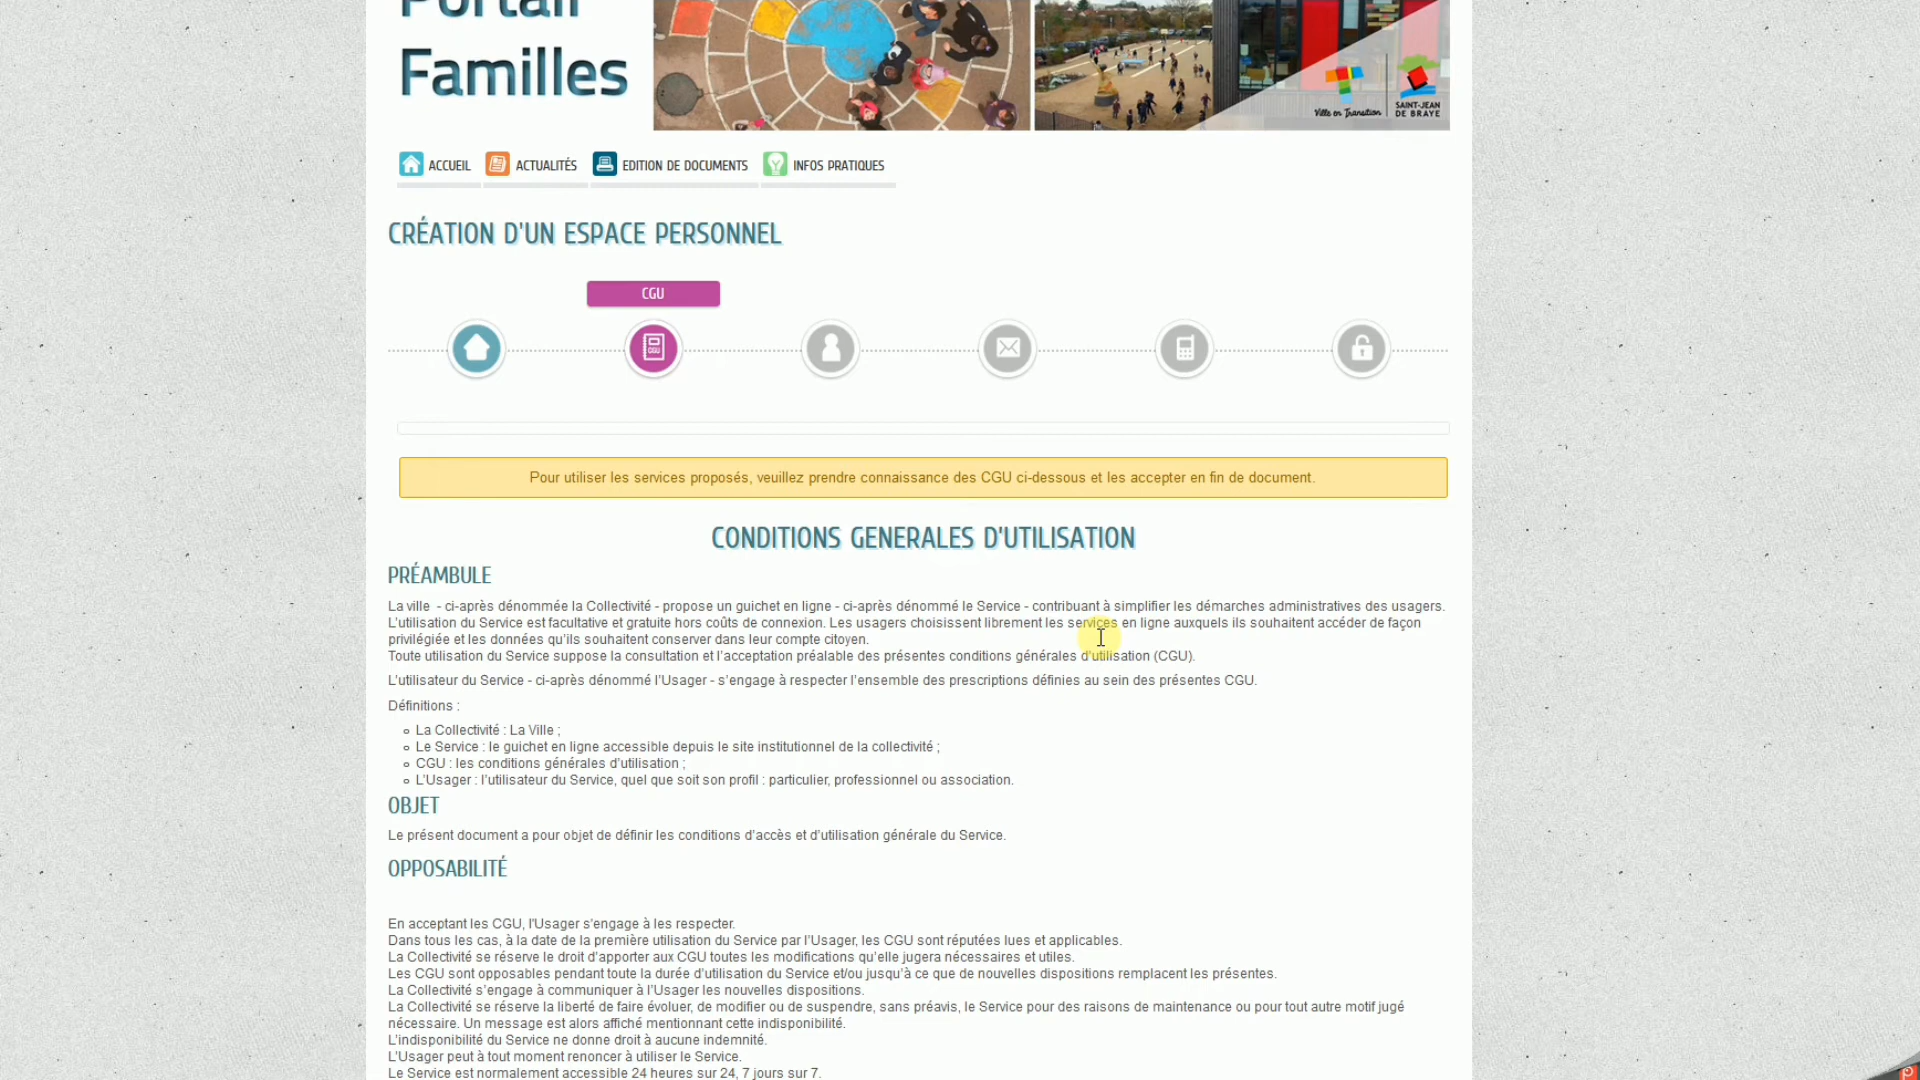 Portail
Familles
Ville en Transition
SAINT-JEAN
DE BRAYE
ACCUEIL
ACTUALITÉS
EDITION DE DOCUMENTS
INFOS PRATIQUES
CRÉATION D'UN ESPACE PERSONNEL
CGU
CGU
Pour utiliser les services proposés, veuillez prendre connaissance des CGU ci-dessous et les accepter en fin de document.
CONDITIONS GENERALES D'UTILISATION
PRÉAMBULE
La ville - ci-après dénommée la Collectivité - propose un guichet en ligne - ci-après dénommé le Service - contribuant à simplifier les démarches administratives des usagers.
L’utilisation du Service est facultative et gratuite hors coûts de connexion. Les usagers choisissent librement les services en ligne auxquels ils souhaitent accéder de façon
privilégiée et les données qu’ils souhaitent conserver dans leur compte citoyen.
Toute utilisation du Service suppose la consultation et l’acceptation préalable des présentes conditions générales d’utilisation (CGU).
L’utilisateur du Service - ci-après dénommé l’Usager - s’engage à respecter l’ensemble des prescriptions définies au sein des présentes CGU.
Définitions :
La Collectivité : La Ville ;
Le Service : le guichet en ligne accessible depuis le site institutionnel de la collectivité ;
CGU : les conditions générales d’utilisation ;
L’Usager : l’utilisateur du Service, quel que soit son profil : particulier, professionnel ou association.
OBJET
Le présent document a pour objet de définir les conditions d’accès et d’utilisation générale du Service.
OPPOSABILITÉ
En acceptant les CGU, l'Usager s’engage à les respecter.
Dans tous les cas, à la date de la première utilisation du Service par l’Usager, les CGU sont réputées lues et applicables.
La Collectivité se réserve le droit d’apporter aux CGU toutes les modifications qu’elle jugera nécessaires et utiles.
Les CGU sont opposables pendant toute la durée d’utilisation du Service et/ou jusqu’à ce que de nouvelles dispositions remplacent les présentes.
La Collectivité s’engage à communiquer à l’Usager les nouvelles dispositions.
La Collectivité se réserve la liberté de faire évoluer, de modifier ou de suspendre, sans préavis, le Service pour des raisons de maintenance ou pour tout autre motif jugé
nécessaire. Un message est alors affiché mentionnant cette indisponibilité.
L’indisponibilité du Service ne donne droit à aucune indemnité.
L’Usager peut à tout moment renoncer à utiliser le Service.
Le Service est normalement accessible 24 heures sur 24, 7 jours sur 7.